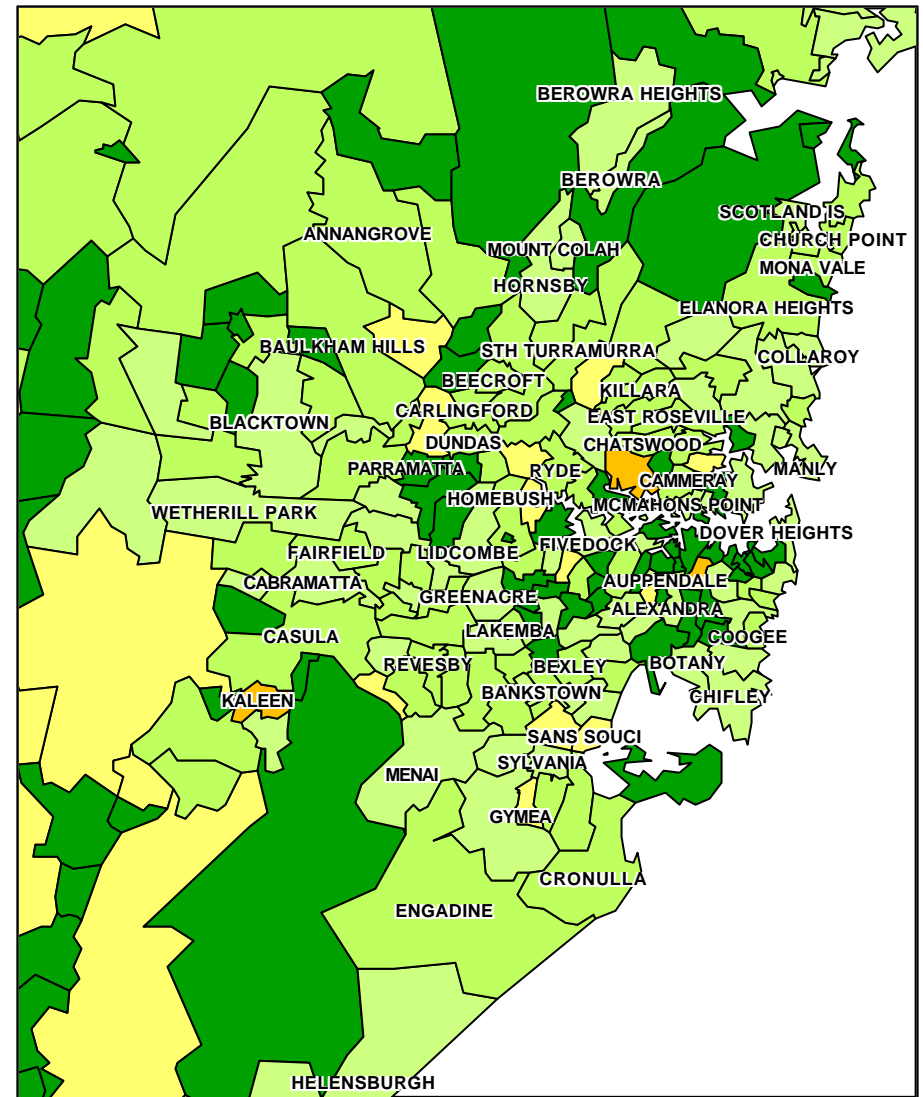 BEROWRA HEIGHTS
BEROWRA
SCOTLAND IS
ANNANGROVE
CHURCH POINT
MOUNT COLAH
MONA VALE
HORNSBY
ELANORA HEIGHTS
BAULKHAM HILLS
STH TURRAMURRA
COLLAROY
BEECROFT
KILLARA
CARLINGFORD
EAST ROSEVILLE
BLACKTOWN
DUNDAS
CHATSWOOD
PARRAMATTA
RYDE
MANLY
CAMMERAY
HOMEBUSH
MCMAHONS POINT
WETHERILL PARK
DOVER HEIGHTS
FIVEDOCK
FAIRFIELD
LIDCOMBE
CABRAMATTA
AUPPENDALE
GREENACRE
ALEXANDRA
LAKEMBA
CASULA
COOGEE
REVESBY
BEXLEY
BOTANY
BANKSTOWN
CHIFLEY
KALEEN
SANS SOUCI
SYLVANIA
MENAI
GYMEA
CRONULLA
ENGADINE
HELENSBURGH